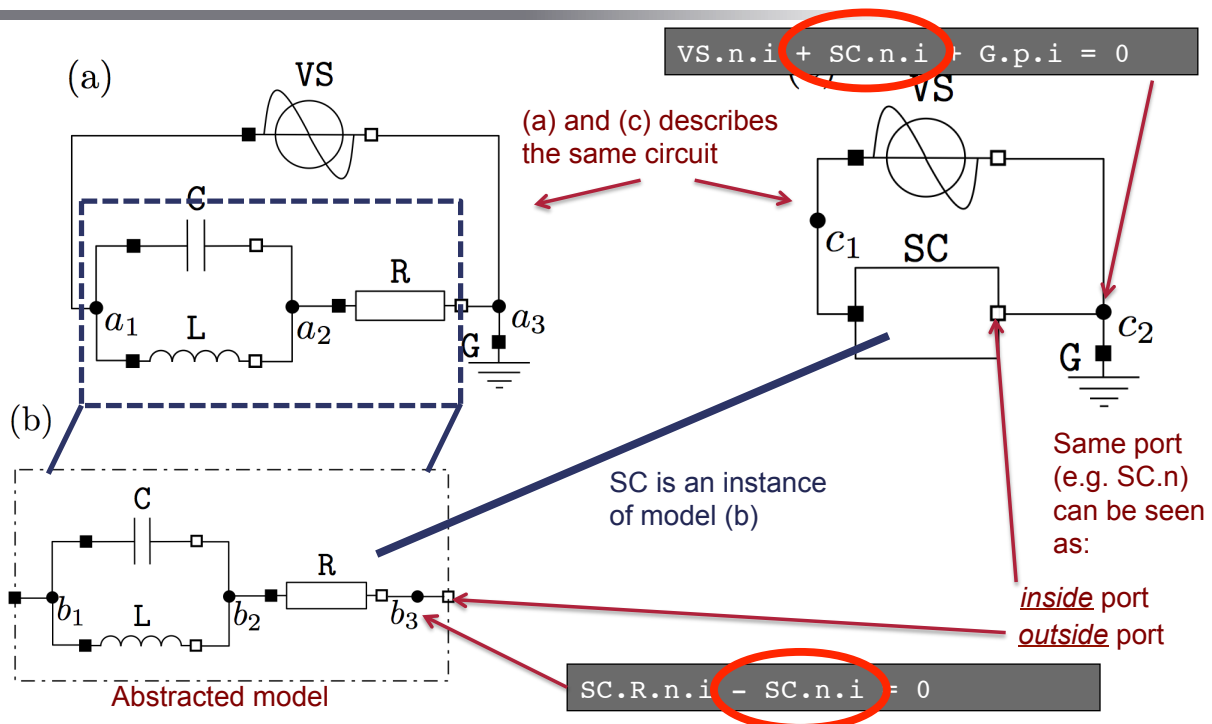 VS.n.i + SC.n.i + G.p.i = 0
(a)
VS
(a) and (c) describes
the same circuit
VS
C
R
a1
L
a2
a3
G
c1
SC
c2
G
(b)
C
R
b1
L
b2
b3
Abstracted model
SC is an instance
of model (b)
Same port
(e.g. SC.n)
can be seen
as:
inside port
outside port
SC.R.n.i - SC.n.i = 0